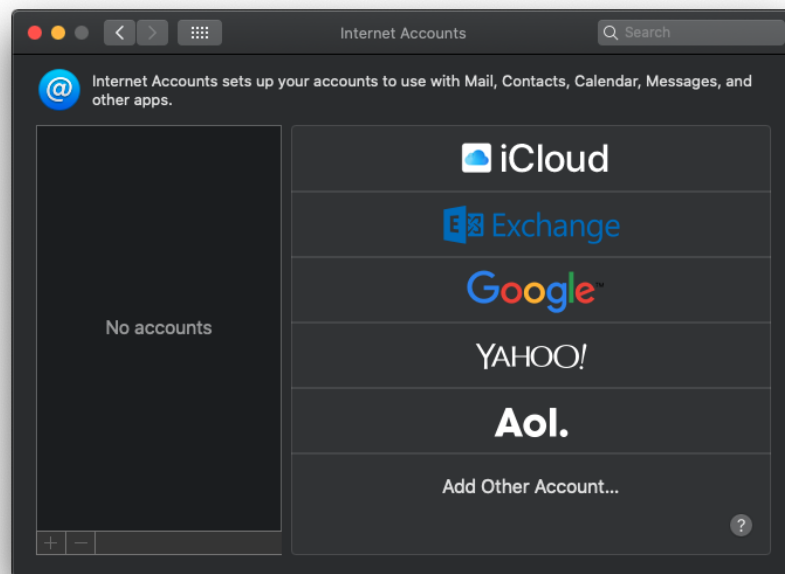 Internet Accounts
Search
Internet Accounts sets up your accounts to use with Mail, Contacts, Calendar, Messages, and
other apps.
No accounts
iCloud
Exchange
Google™
YAHOO!
Aol.
Add Other Account...
?